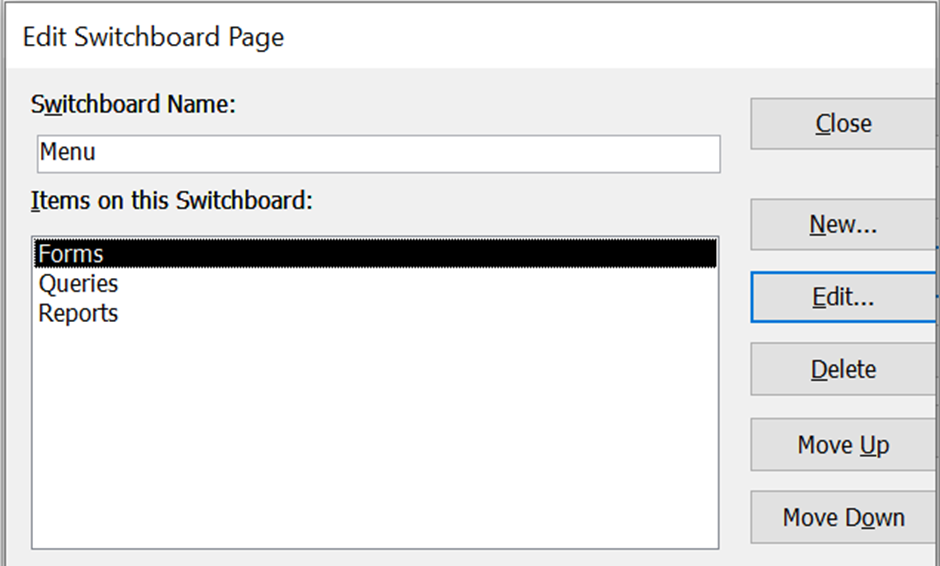 Edit Switchboard Page
Switchboard Name:
Close
Menu
Items on this Switchboard:
New...
Forms
Queries
Edit...
Reports
Delete
Move Up
Move Down